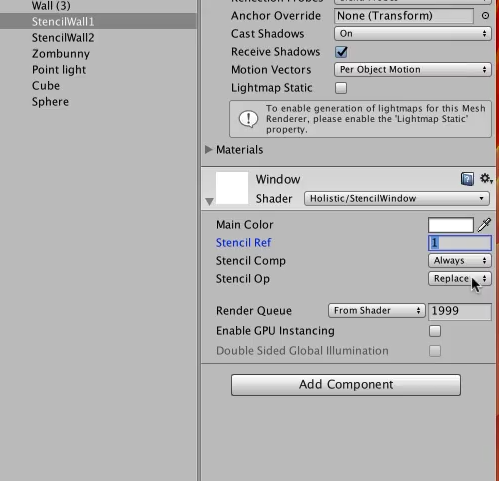 Wall (3)
StencilWall1
StencilWall2
Zombunny
Point light
Cube
Sphere
Anchor Override None (Transform)
Cast Shadows On
Receive Shadows
Motion Vectors Per Object Motion
Lightmap Static
To enable generation of lightmaps for this Mesh
Renderer, please enable the 'Lightmap Static'
property.
Materials
Window
Shader Holistic/StencilWindow
Main Color
Stencil Ref 1
Stencil Comp Always
Stencil Op Replace
Render Queue From Shader 1999
Enable GPU Instancing
Double Sided Global Illumination
Add Component